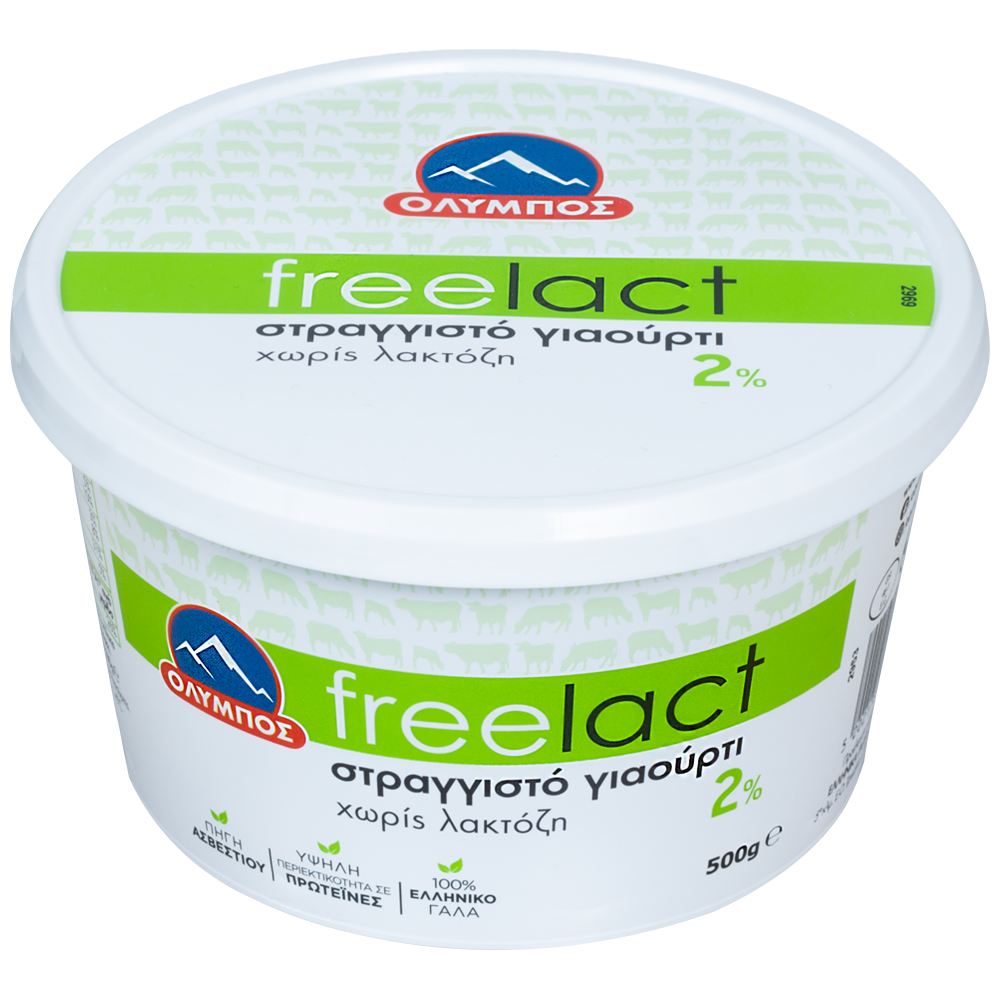 ΟΛΥΜΠΟΣ
freelact
2969
στραγγιστό γιαούρτι
χωρίς λακτόζη
2%
ΟΛΥΜΠΟΣ
freelact
στραγγιστό γιαούρτι
χωρίς λακτόζη
2%
ΠΗΓΗ
ΑΣΒΕΣΤΙΟΥ
ΥΨΗΛΗ
ΠΕΡΙΕΚΤΙΚΟΤΗΤΑ ΣΕ
ΠΡΩΤΕΪΝΕΣ
100%
ΕΛΛΗΝΙΚΟ
ΓΑΛΑ
500g e
2953